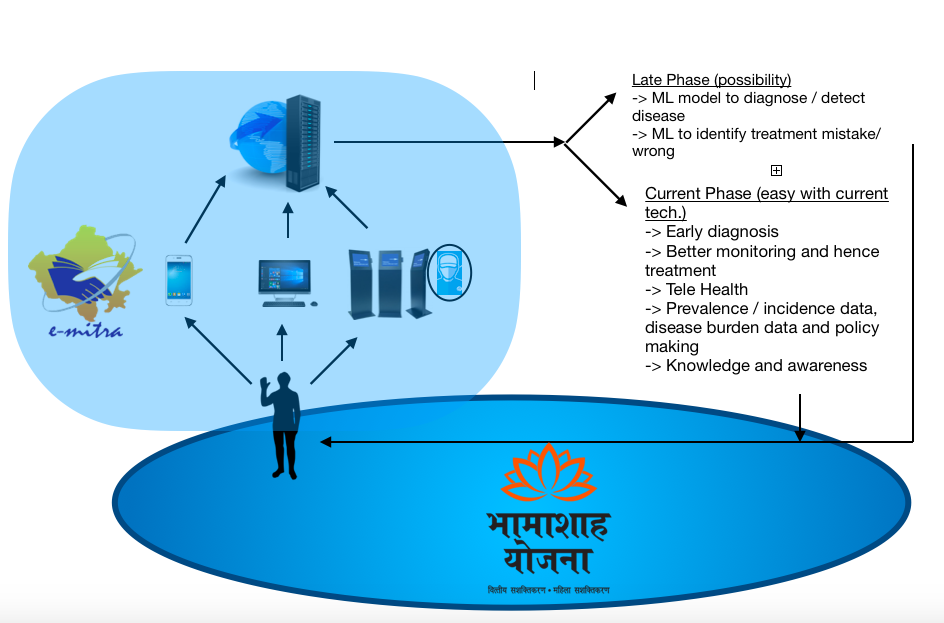 Late Phase (possibility)
-> ML model to diagnose / detect
disease
-> ML to identify treatment mistake/
wrong
Current Phase (easy with current
tech.)
-> Early diagnosis
-> Better monitoring and hence
treatment
-> Tele Health
-> Prevalence / incidence data,
disease burden data and policy
making
-> Knowledge and awareness
e-mitra
भामाशाह
योजना
वित्तीय सशक्तिकरण • महिला सशक्तिकरण